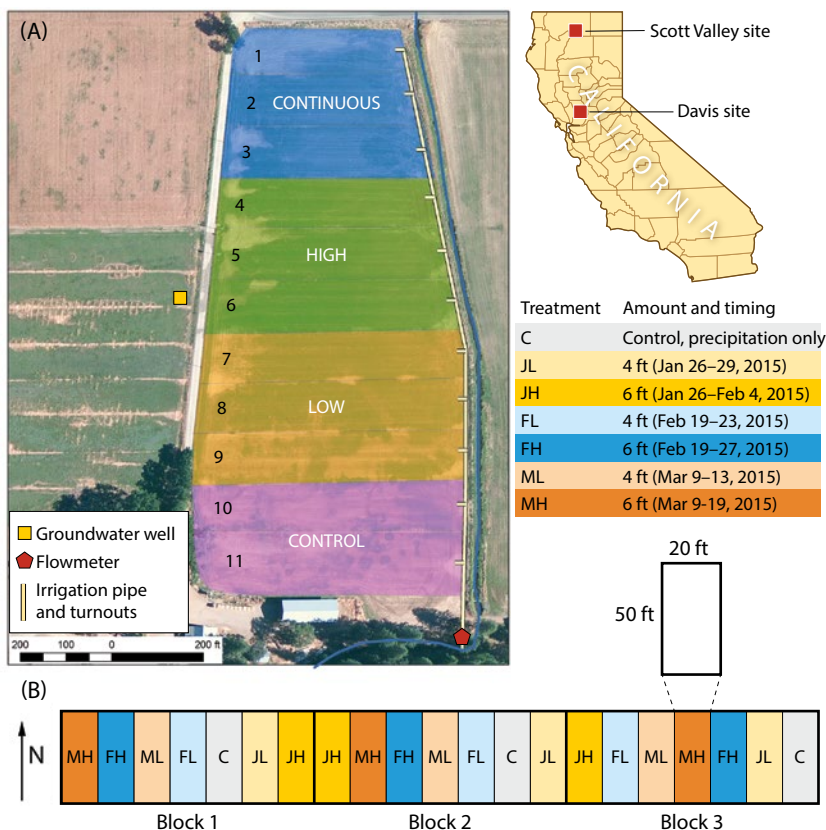 (A)
1
2
CONTINUOUS
3
4
5
HIGH
6
7
8
LOW
9
10
CONTROL
11
Groundwater well
Flowmeter
Irrigation pipe
and turnouts
200 100 0 200 ft
Scott Valley site
Davis site
CALIFORNIA
Treatment Amount and timing
C Control, precipitation only
JL 4 ft (Jan 26–29, 2015)
JH 6 ft (Jan 26–Feb 4, 2015)
FL 4 ft (Feb 19–23, 2015)
FH 6 ft (Feb 19–27, 2015)
ML 4 ft (Mar 9–13, 2015)
MH 6 ft (Mar 9-19, 2015)
20 ft
50 ft
(B)
N
MH FH ML FL C JL JH JH MH FH ML FL C JL JH FL ML MH FH JL C
Block 1 Block 2 Block 3